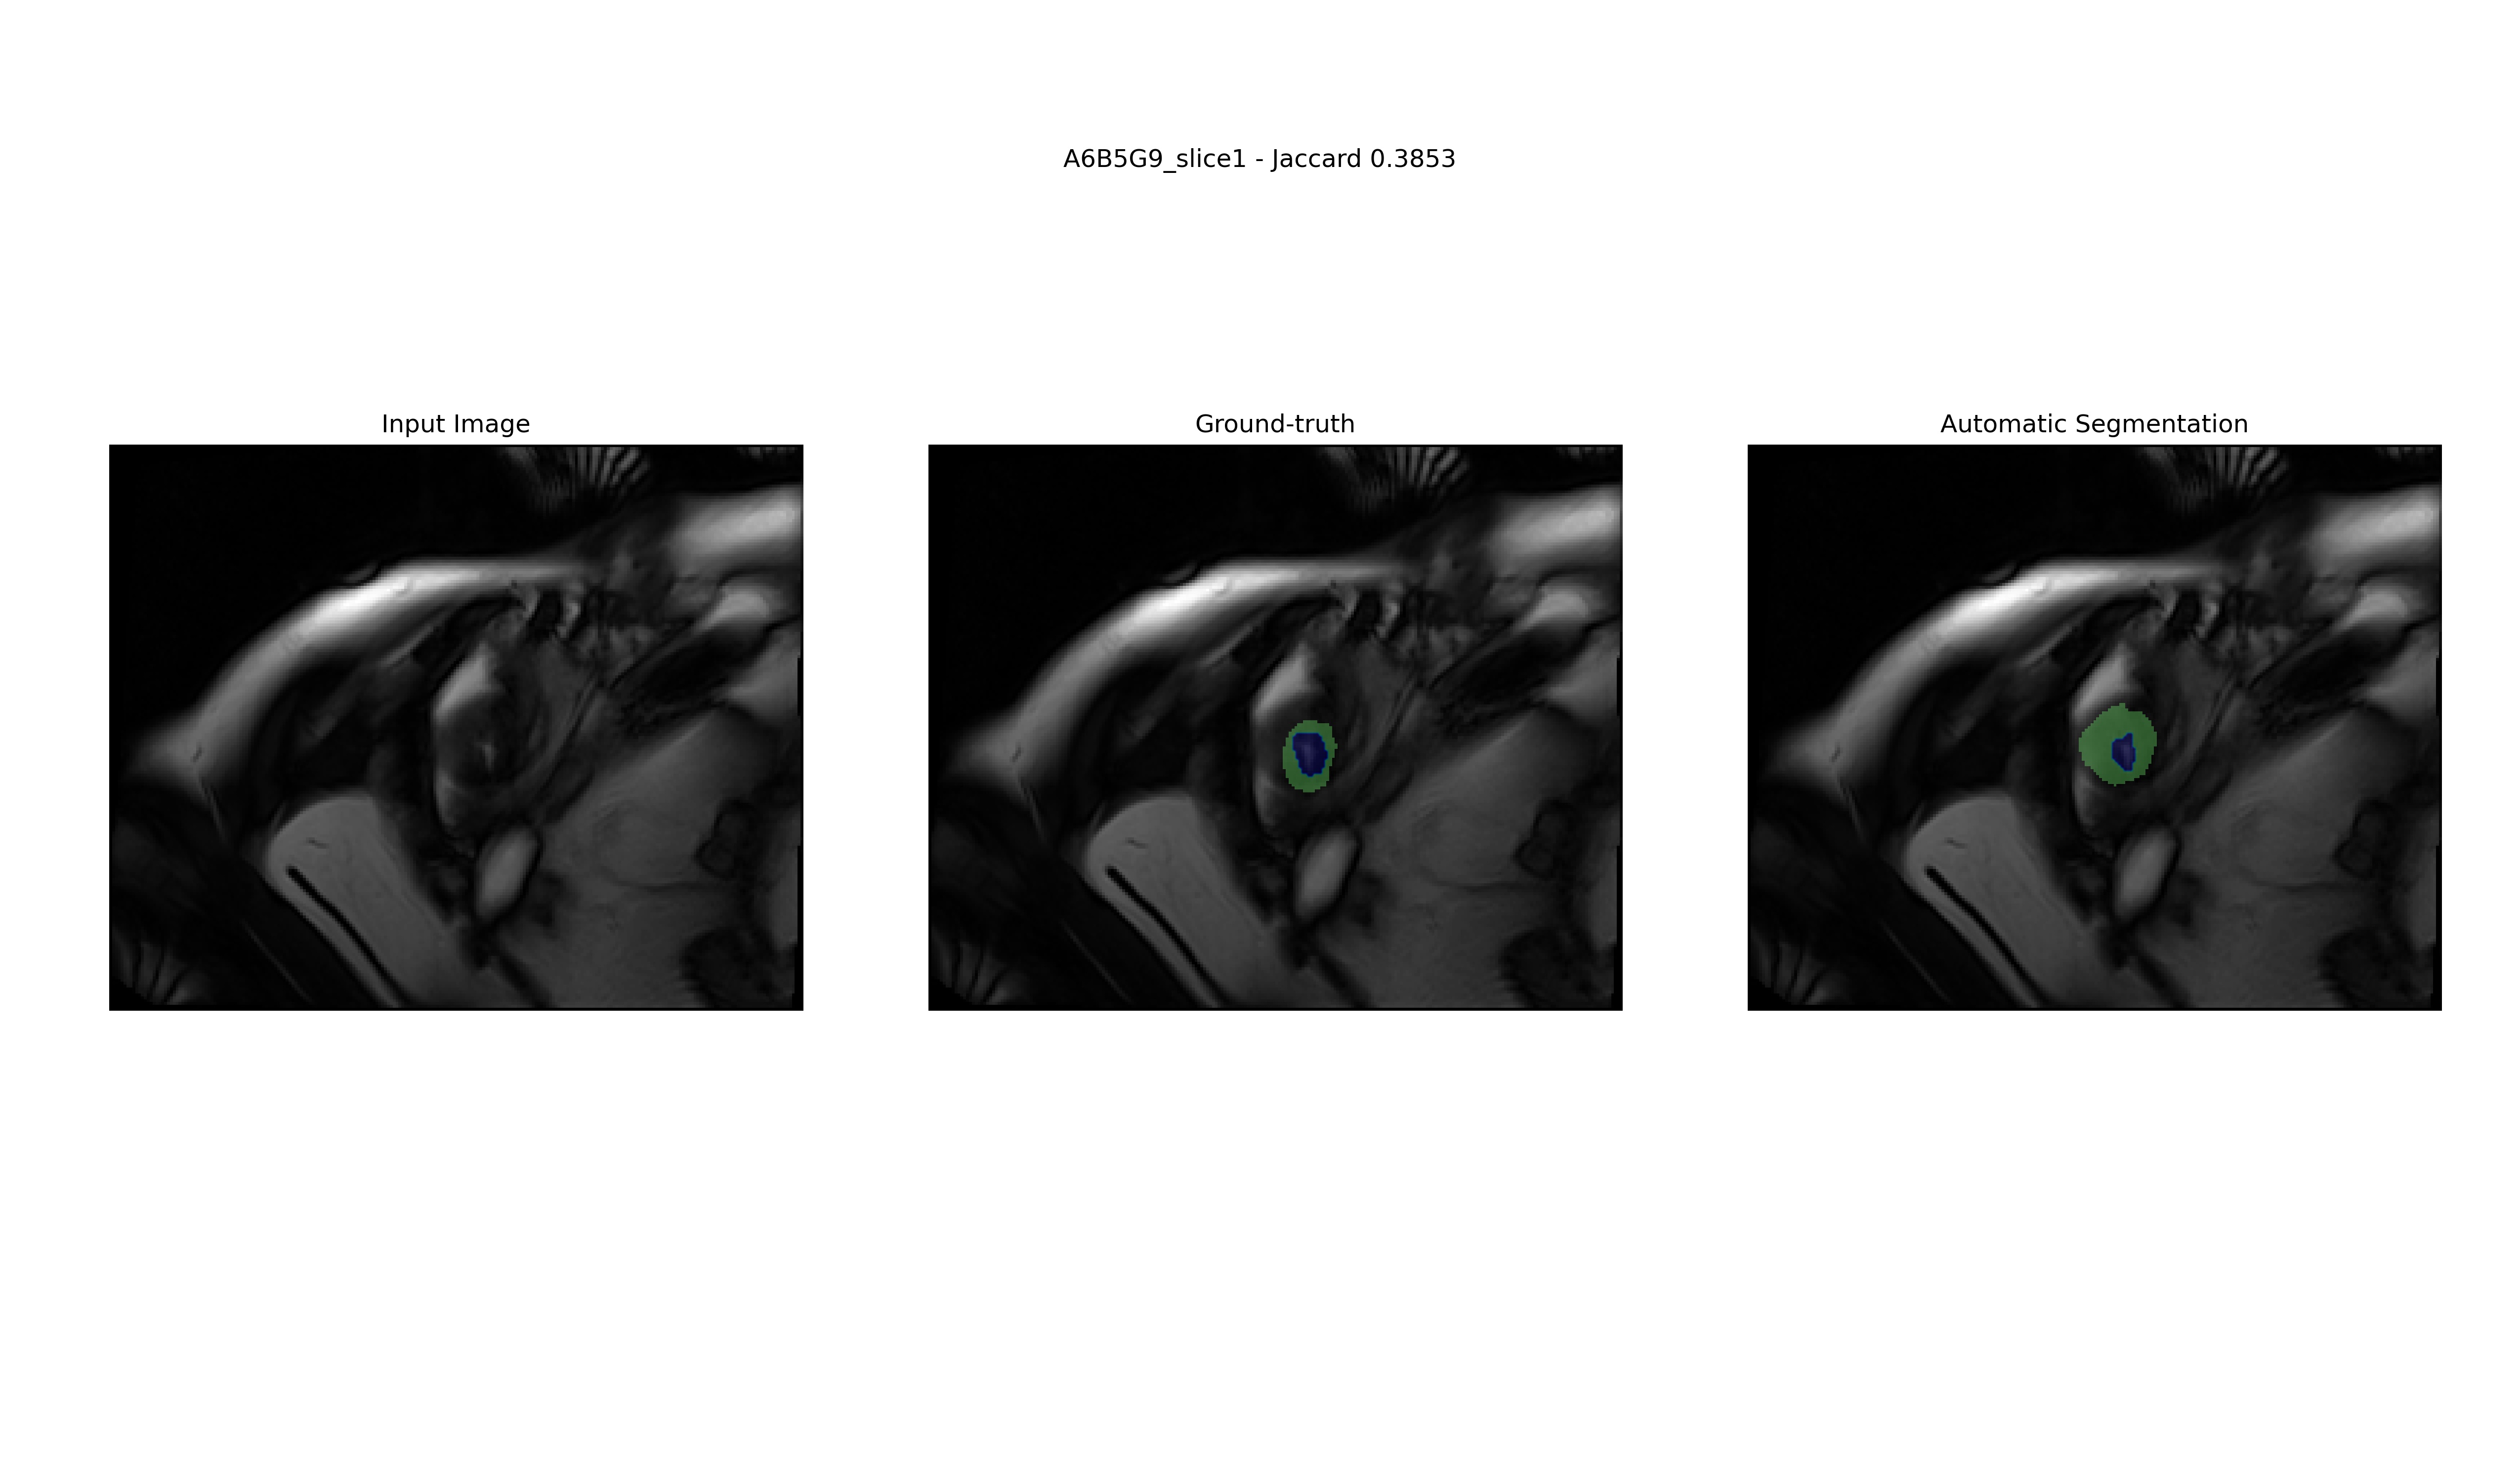 A6B5G9_slice1 - Jaccard 0.3853
Input Image
Ground-truth
Automatic Segmentation